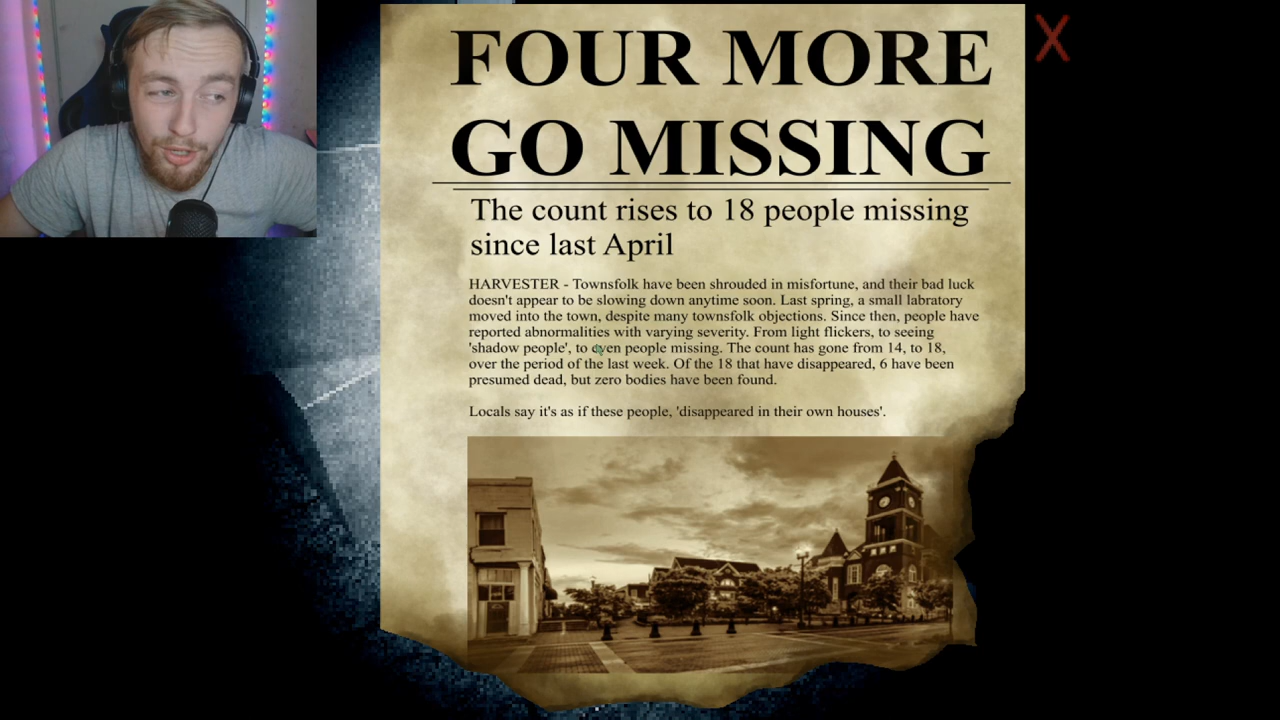 FOUR MORE
GO MISSING
The count rises to 18 people missing
since last April
HARVESTER - Townsfolk have been shrouded in misfortune, and their bad luck
doesn't appear to be slowing down anytime soon. Last spring, a small labratory
moved into the town, despite many townsfolk objections. Since then, people have
reported abnormalities with varying severity. From light flickers, to seeing
'shadow people', to even people missing. The count has gone from 14, to 18,
over the period of the last week. Of the 18 that have disappeared, 6 have been
presumed dead, but zero bodies have been found.
Locals say it's as if these people, 'disappeared in their own houses'.
X